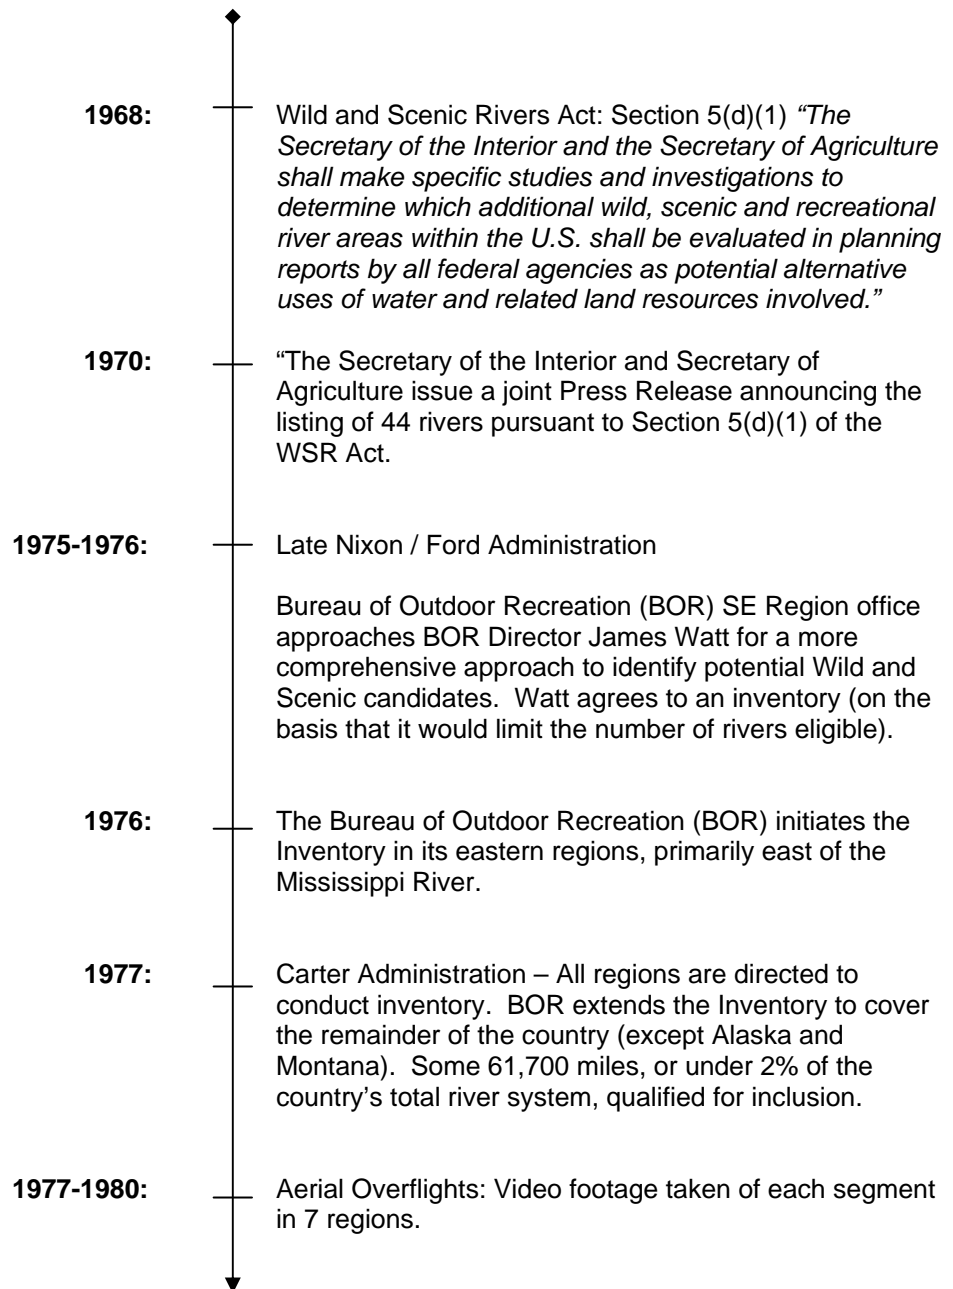 1968: Wild and Scenic Rivers Act: Section 5(d)(1) “The
Secretary of the Interior and the Secretary of Agriculture
shall make specific studies and investigations to
determine which additional wild, scenic and recreational
river areas within the U.S. shall be evaluated in planning
reports by all federal agencies as potential alternative
uses of water and related land resources involved.”
1970: “The Secretary of the Interior and Secretary of
Agriculture issue a joint Press Release announcing the
listing of 44 rivers pursuant to Section 5(d)(1) of the
WSR Act.
1975-1976: Late Nixon / Ford Administration
Bureau of Outdoor Recreation (BOR) SE Region office
approaches BOR Director James Watt for a more
comprehensive approach to identify potential Wild and
Scenic candidates.  Watt agrees to an inventory (on the
basis that it would limit the number of rivers eligible).
1976: The Bureau of Outdoor Recreation (BOR) initiates the
Inventory in its eastern regions, primarily east of the
Mississippi River.
1977: Carter Administration – All regions are directed to
conduct inventory.  BOR extends the Inventory to cover
the remainder of the country (except Alaska and
Montana).  Some 61,700 miles, or under 2% of the
country’s total river system, qualified for inclusion.
1977-1980: Aerial Overflights: Video footage taken of each segment
in 7 regions.